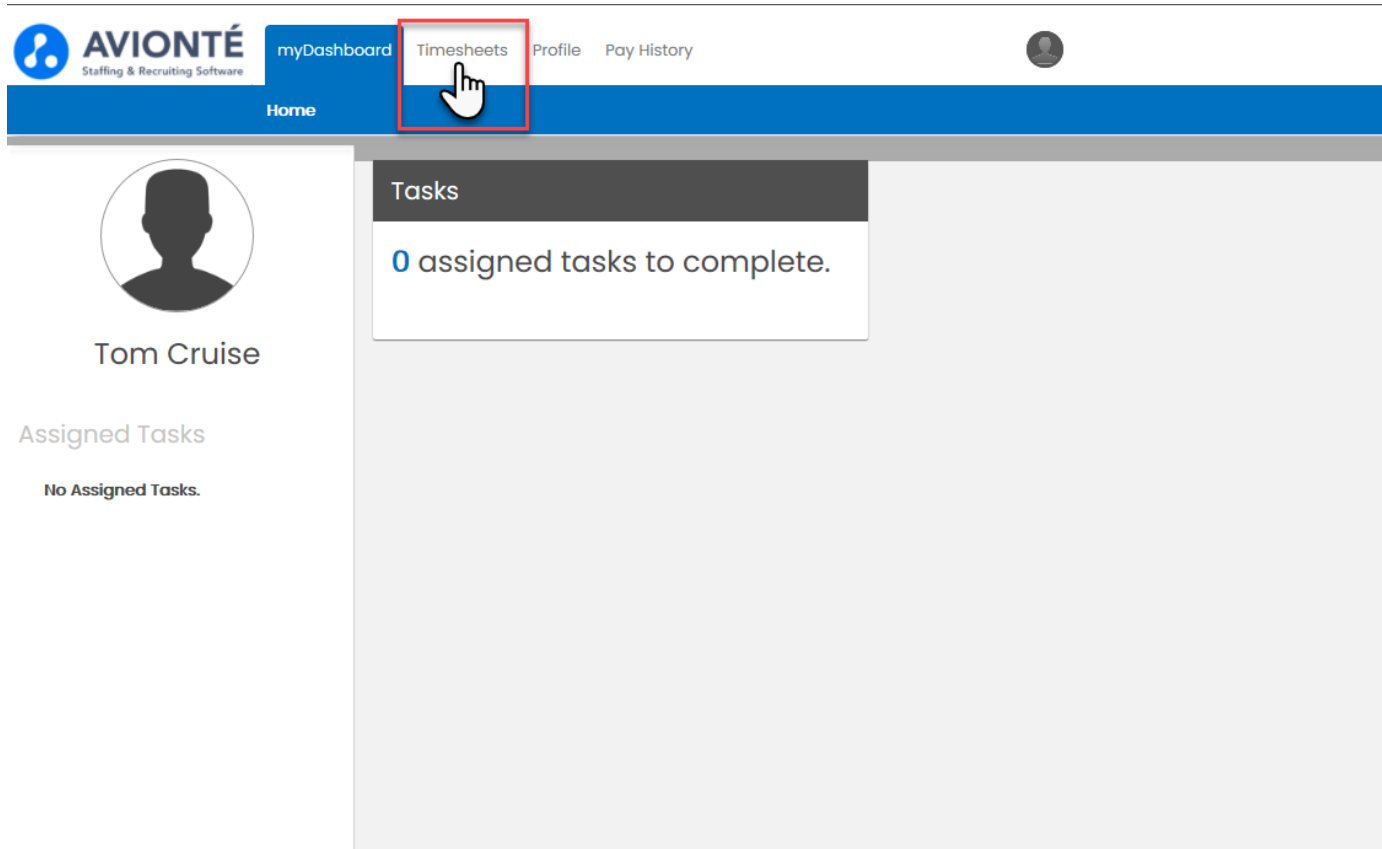 AVIONTÉ
Staffing & Recruiting Software
myDashboard Timesheets Profile Pay History
Home
Tasks
0 assigned tasks to complete.
Tom Cruise
Assigned Tasks
No Assigned Tasks.